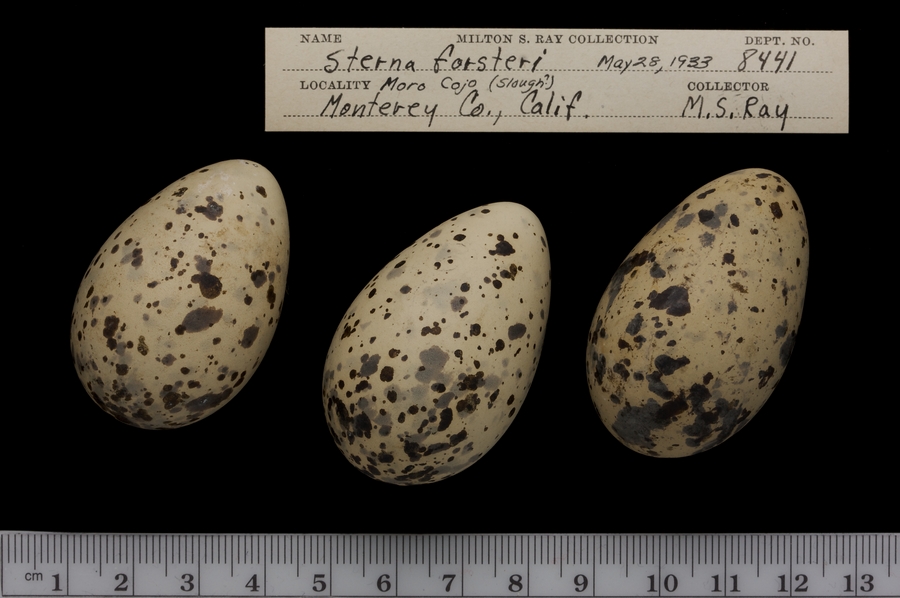 NAME MILTON S. RAY COLLECTION DEPT. NO.
Sterna forsteri May 28, 1933 8441
LOCALITY Moro Cojo (Slough?) COLLECTOR
Monterey Co., Calif. M.S. Ray
cm 1 2 3 4 5 6 7 8 9 10 11 12 13